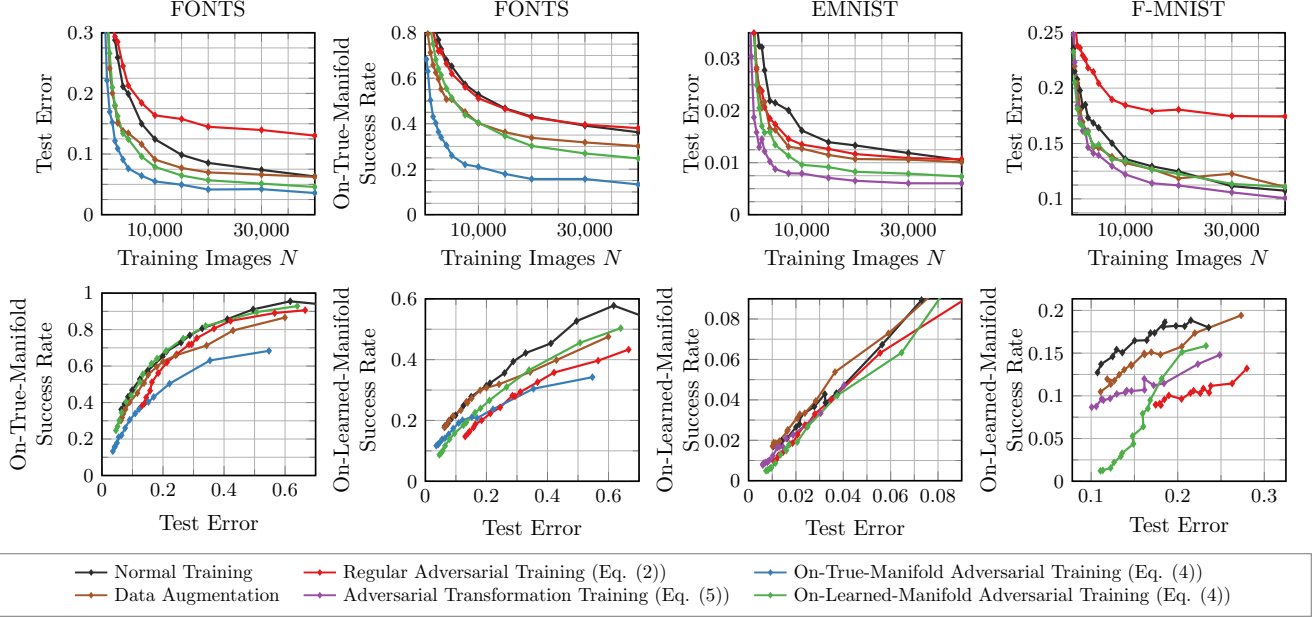 FONTS
FONTS
EMNIST
F-MNIST
Test Error
0.3
0.2
0.1
0
10,000
30,000
Training Images N
On-True-Manifold
Success Rate
0.8
0.6
0.4
0.2
0
10,000
30,000
Training Images N
Test Error
0.03
0.02
0.01
0
10,000
30,000
Training Images N
Test Error
0.25
0.2
0.15
0.1
10,000
30,000
Training Images N
On-True-Manifold
Success Rate
1
0.8
0.6
0.4
0.2
0
0
0.2
0.4
0.6
Test Error
On-Learned-Manifold
Success Rate
0.6
0.4
0.2
0
0
0.2
0.4
0.6
Test Error
On-Learned-Manifold
Success Rate
0.08
0.06
0.04
0.02
0
0
0.02
0.04
0.06
0.08
Test Error
On-Learned-Manifold
Success Rate
0.2
0.15
0.1
0.05
0
0.1
0.2
0.3
Test Error
Normal Training
Regular Adversarial Training (Eq. (2))
On-True-Manifold Adversarial Training (Eq. (4))
Data Augmentation
Adversarial Transformation Training (Eq. (5))
On-Learned-Manifold Adversarial Training (Eq. (4))